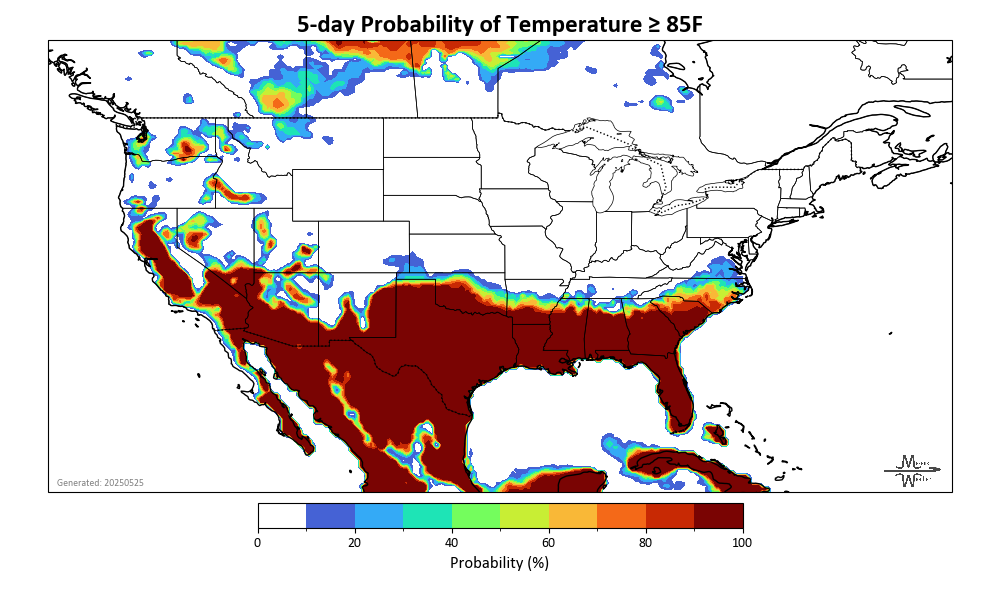 5-day Probability of Temperature ≥ 85F
Generated: 20250525
0 20 40 60 80 100
Probability (%)